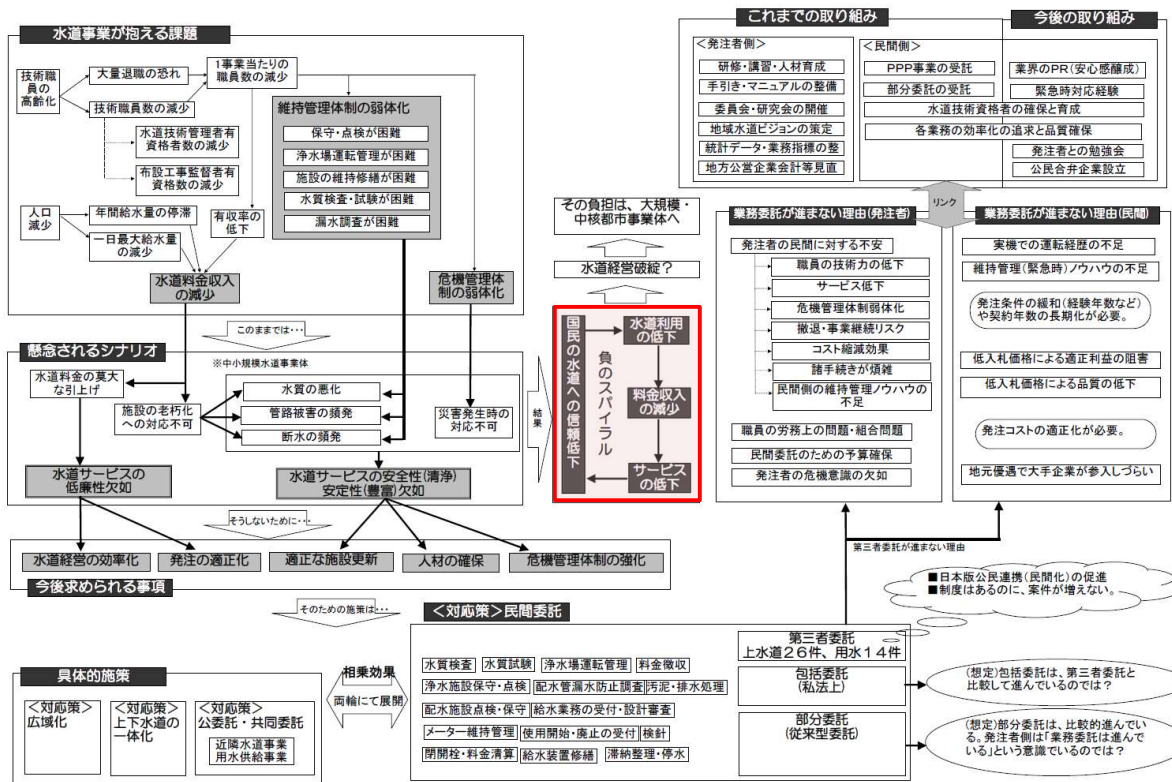 水道事業が抱える課題
技術職
員の
高齢化
大量退職の恐れ
技術職員数の減少
1事業当たりの
職員数の減少
水道技術管理者有
資格者数の減少
布設工事監督者有
資格数の減少
人口
減少
年間給水量の停滞
一日最大給水量
の減少
有収率の
低下
水道料金収入
の減少
維持管理体制の弱体化
保守・点検が困難
浄水場運転管理が困難
施設の維持修繕が困難
水質検査・試験が困難
漏水調査が困難
危機管理体
制の弱体化
このままでは・・・
懸念されるシナリオ
※中小規模水道事業体
水道料金の莫大
な引上げ
施設の老朽化
への対応不可
水質の悪化
管路被害の頻発
断水の頻発
災害発生時の
対応不可
水道サービスの
低廉性欠如
水道サービスの安全性(清浄)
安定性(豊富)欠如
そうしないために・・・
水道経営の効率化
発注の適正化
適正な施設更新
人材の確保
危機管理体制の強化
今後求められる事項
そのための施策は・・・
結果
その負担は、大規模・
中核都市事業体へ
水道経営破綻？
国民の水道への信頼低下
負のスパイラル
水道利用
の低下
料金収入
の減少
サービス
の低下
これまでの取り組み
今後の取り組み
＜発注者側＞
研修・講習・人材育成
手引き・マニュアルの整備
委員会・研究会の開催
地域水道ビジョンの策定
統計データ・業務指標の整
地方公営企業会計等見直
＜民間側＞
PPP事業の受託
部分委託の受託
業界のPR(安心感醸成)
緊急時対応経験
水道技術資格者の確保と育成
各業務の効率化の追求と品質確保
発注者との勉強会
公民合弁企業設立
リンク
業務委託が進まない理由(発注者)
発注者の民間に対する不安
職員の技術力の低下
サービス低下
危機管理体制弱体化
撤退・事業継続リスク
コスト縮減効果
諸手続きが煩雑
民間側の維持管理ノウハウの
不足
職員の労務上の問題・組合問題
民間委託のための予算確保
発注者の危機意識の欠如
業務委託が進まない理由(民間)
実機での運転経歴の不足
維持管理(緊急時)ノウハウの不足
発注条件の緩和(経験年数など)
や契約年数の長期化が必要。
低入札価格による適正利益の阻害
低入札価格による品質の低下
発注コストの適正化が必要。
地元優遇で大手企業が参入しづらい
第三者委託が進まない理由
■日本版公民連携(民間化)の促進
■制度はあるのに、案件が増えない。
＜対応策＞民間委託
水質検査
水質試験
浄水場運転管理
料金徴収
浄水施設保守・点検
配水管漏水防止調査
汚泥・排水処理
配水施設点検・保守
給水業務の受付・設計審査
メーター維持管理
使用開始・廃止の受付
検針
閉開栓・料金清算
給水装置修繕
滞納整理・停水
第三者委託
上水道２６件、用水１４件
包括委託
(私法上)
部分委託
(従来型委託)
(想定)包括委託は、第三者委託と
比較して進んでいるのでは？
(想定)部分委託は、比較的進んでい
る。発注者側は「業務委託は進んで
いる」という意識でいるのでは？
相乗効果
両輪にて展開
具体的施策
＜対応策＞
広域化
＜対応策＞
上下水道の
一体化
＜対応策＞
公委託・共同委託
近隣水道事業
用水供給事業